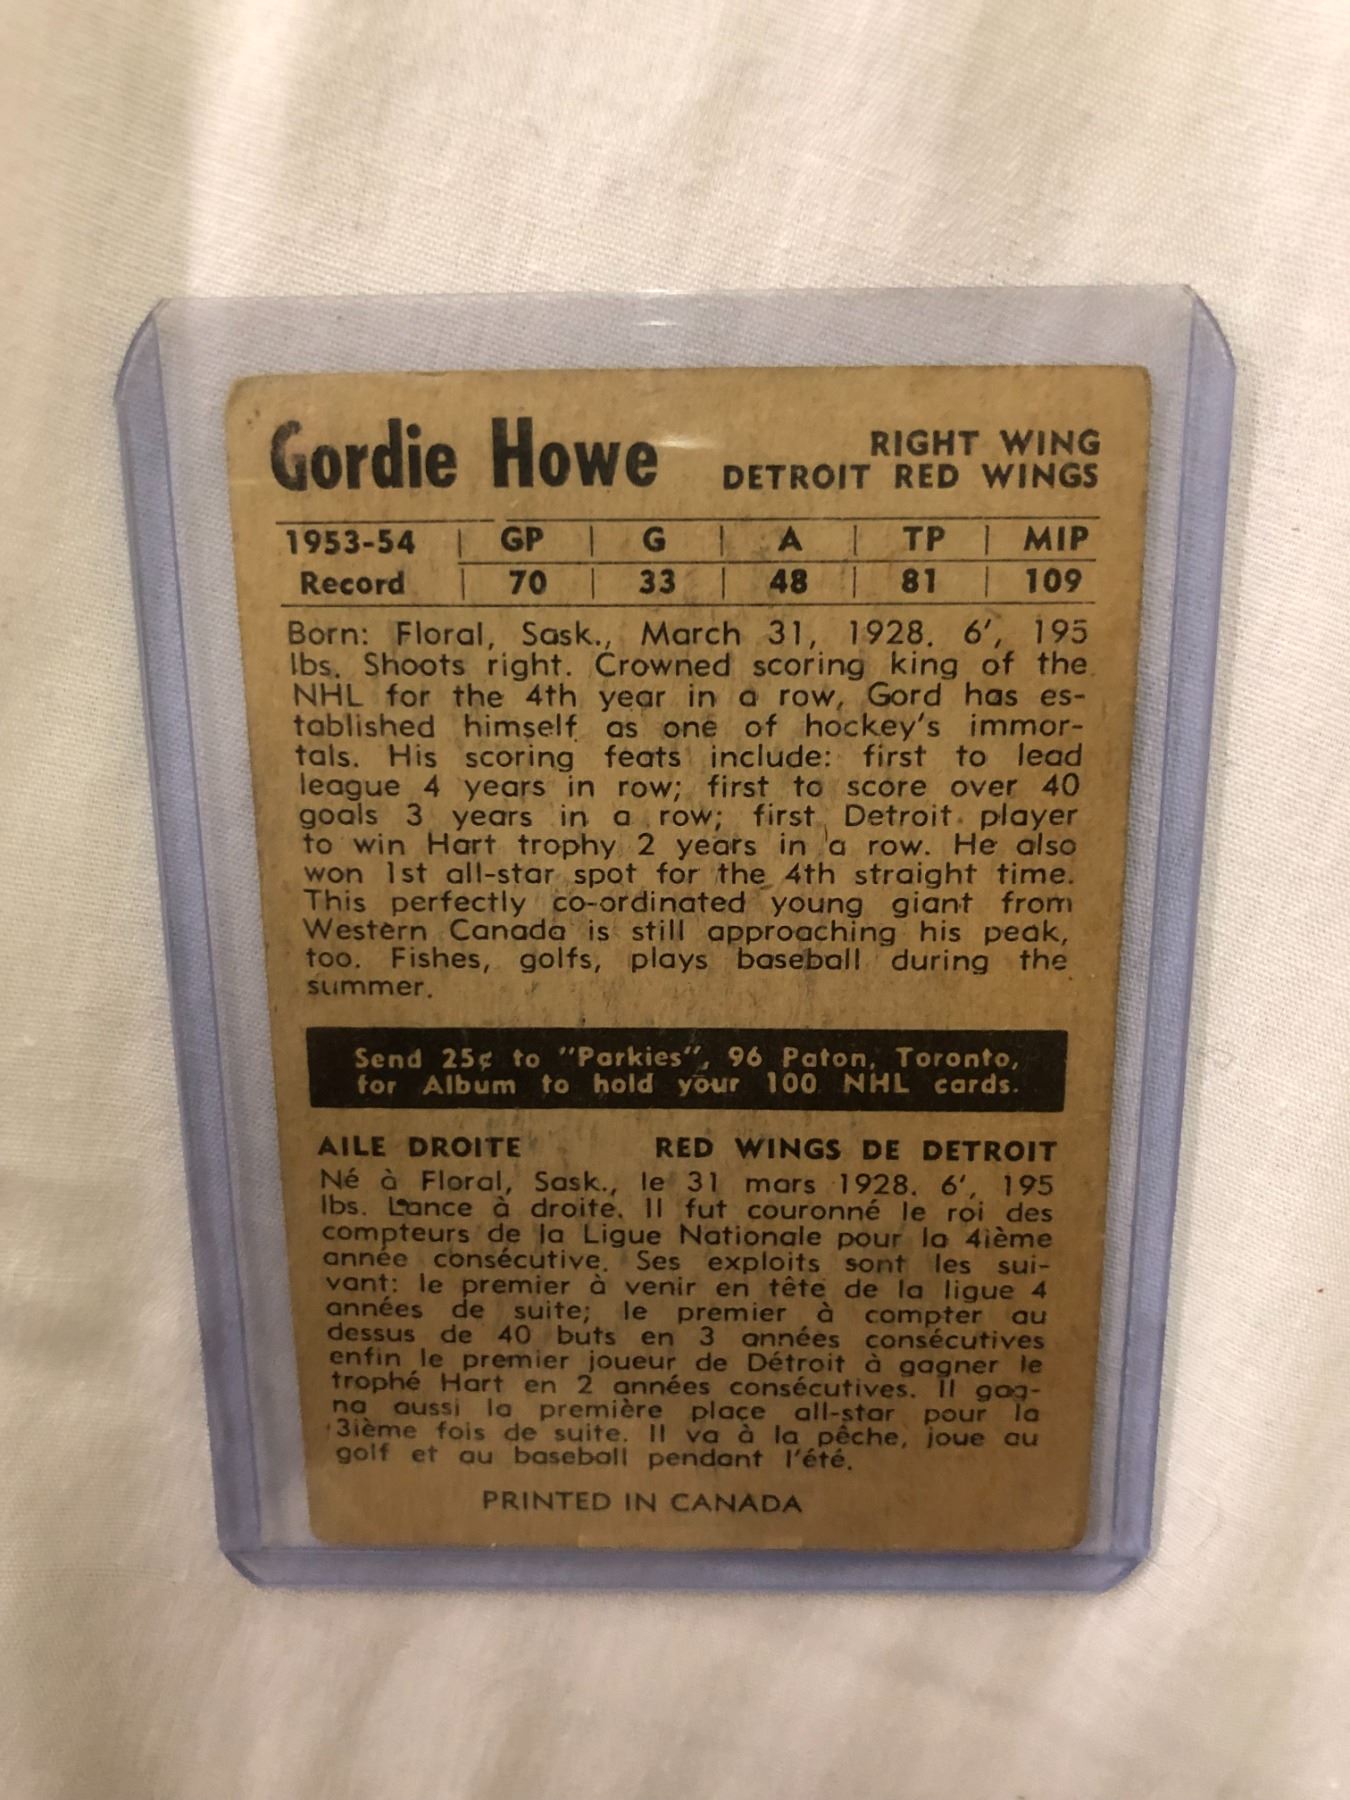 Gordie Howe
RIGHT WING
DETROIT RED WINGS
1953-54 | GP | G | A | TP | MIP
Record | 70 | 33 | 48 | 81 | 109
Born: Floral, Sask., March 31, 1928. 6', 195
lbs. Shoots right. Crowned scoring king of the
NHL for the 4th year in a row, Gord has es-
tablished himself as one of hockey's immor-
tals. His scoring feats include: first to lead
league 4 years in row; first to score over 40
goals 3 years in a row; first Detroit player
to win Hart trophy 2 years in a row. He also
won 1st all-star spot for the 4th straight time.
This perfectly co-ordinated young giant from
Western Canada is still approaching his peak,
too. Fishes, golfs, plays baseball during the
summer.
Send 25¢ to "Parkies", 96 Paton, Toronto,
for Album to hold your 100 NHL cards.
AILE DROITE RED WINGS DE DETROIT
Né à Floral, Sask., le 31 mars 1928. 6', 195
lbs. Lance à droite. Il fut couronné le roi des
compteurs de la Ligue Nationale pour la 4ième
année consécutive. Ses exploits sont les sui-
vant: le premier à venir en tête de la ligue 4
années de suite; le premier à compter au
dessus de 40 buts en 3 années consécutives
enfin le premier joueur de Détroit à gagner le
trophé Hart en 2 années consécutives. Il gag-
na aussi la première place all-star pour la
3ième fois de suite. Il va à la pêche, joue au
golf et au baseball pendant l'été.
PRINTED IN CANADA